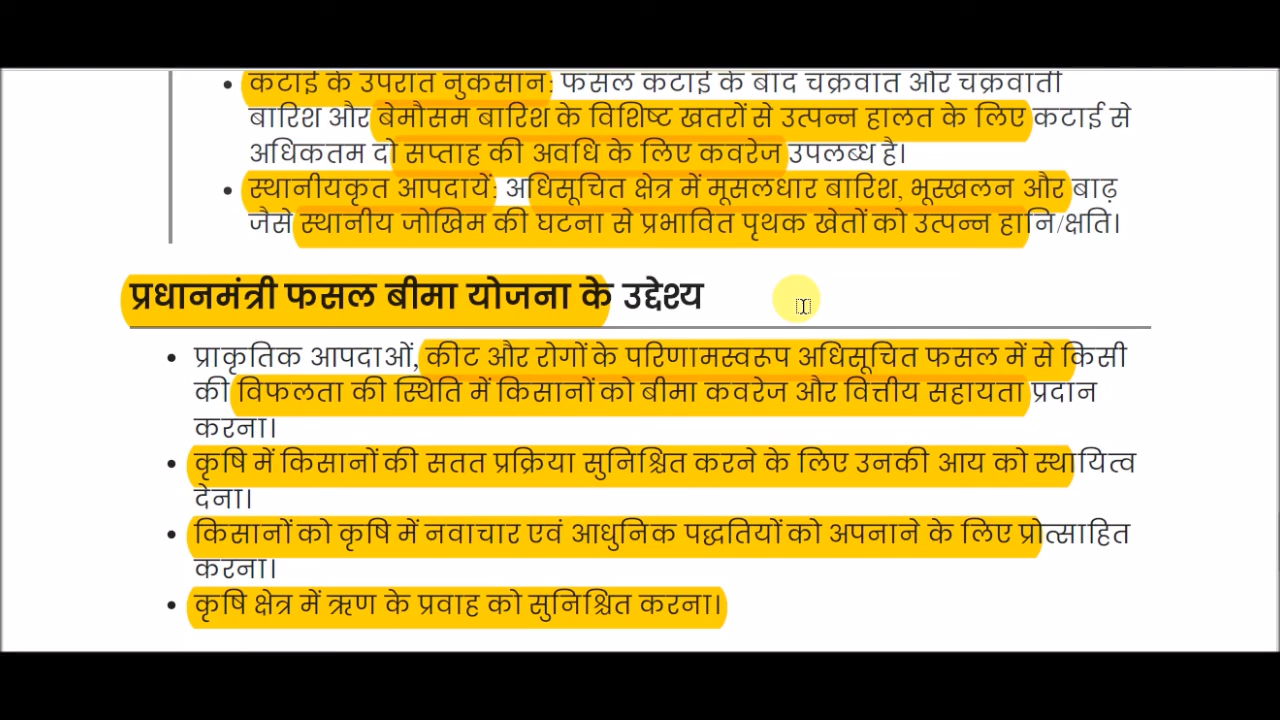 कटाई के उपरांत नुकसान: फसल कटाई के बाद चक्रवात और चक्रवाती
बारिश और बेमौसम बारिश के विशिष्ट खतरों से उत्पन्न हालत के लिए कटाई से
अधिकतम दो सप्ताह की अवधि के लिए कवरेज उपलब्ध है।
स्थानीयकृत आपदायें: अधिसूचित क्षेत्र में मूसलधार बारिश, भूस्खलन और बाढ़
जैसे स्थानीय जोखिम की घटना से प्रभावित पृथक खेतों को उत्पन्न हानि/क्षति।
प्रधानमंत्री फसल बीमा योजना के उद्देश्य
प्राकृतिक आपदाओं, कीट और रोगों के परिणामस्वरूप अधिसूचित फसल में से किसी
की विफलता की स्थिति में किसानों को बीमा कवरेज और वित्तीय सहायता प्रदान
करना।
कृषि में किसानों की सतत प्रक्रिया सुनिश्चित करने के लिए उनकी आय को स्थायित्व
देना।
किसानों को कृषि में नवाचार एवं आधुनिक पद्धतियों को अपनाने के लिए प्रोत्साहित
करना।
कृषि क्षेत्र में ऋण के प्रवाह को सुनिश्चित करना।